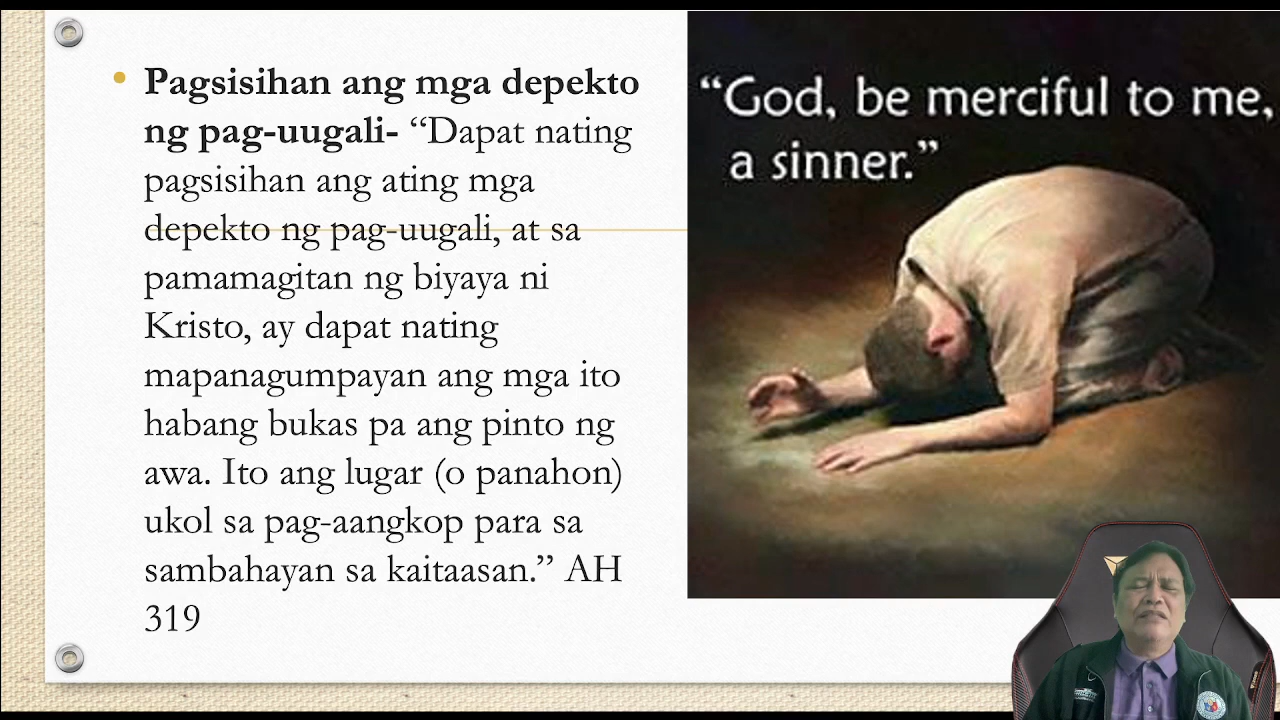 Pagsisihan ang mga depekto
ng pag-uugali- “Dapat nating
pagsisihan ang ating mga
depekto ng pag-uugali, at sa
pamamagitan ng biyaya ni
Kristo, ay dapat nating
mapanagumpayan ang mga ito
habang bukas pa ang pinto ng
awa. Ito ang lugar (o panahon)
ukol sa pag-aangkop para sa
sambahayan sa kaitaasan.” AH
319
“God, be merciful to me,
a sinner.”